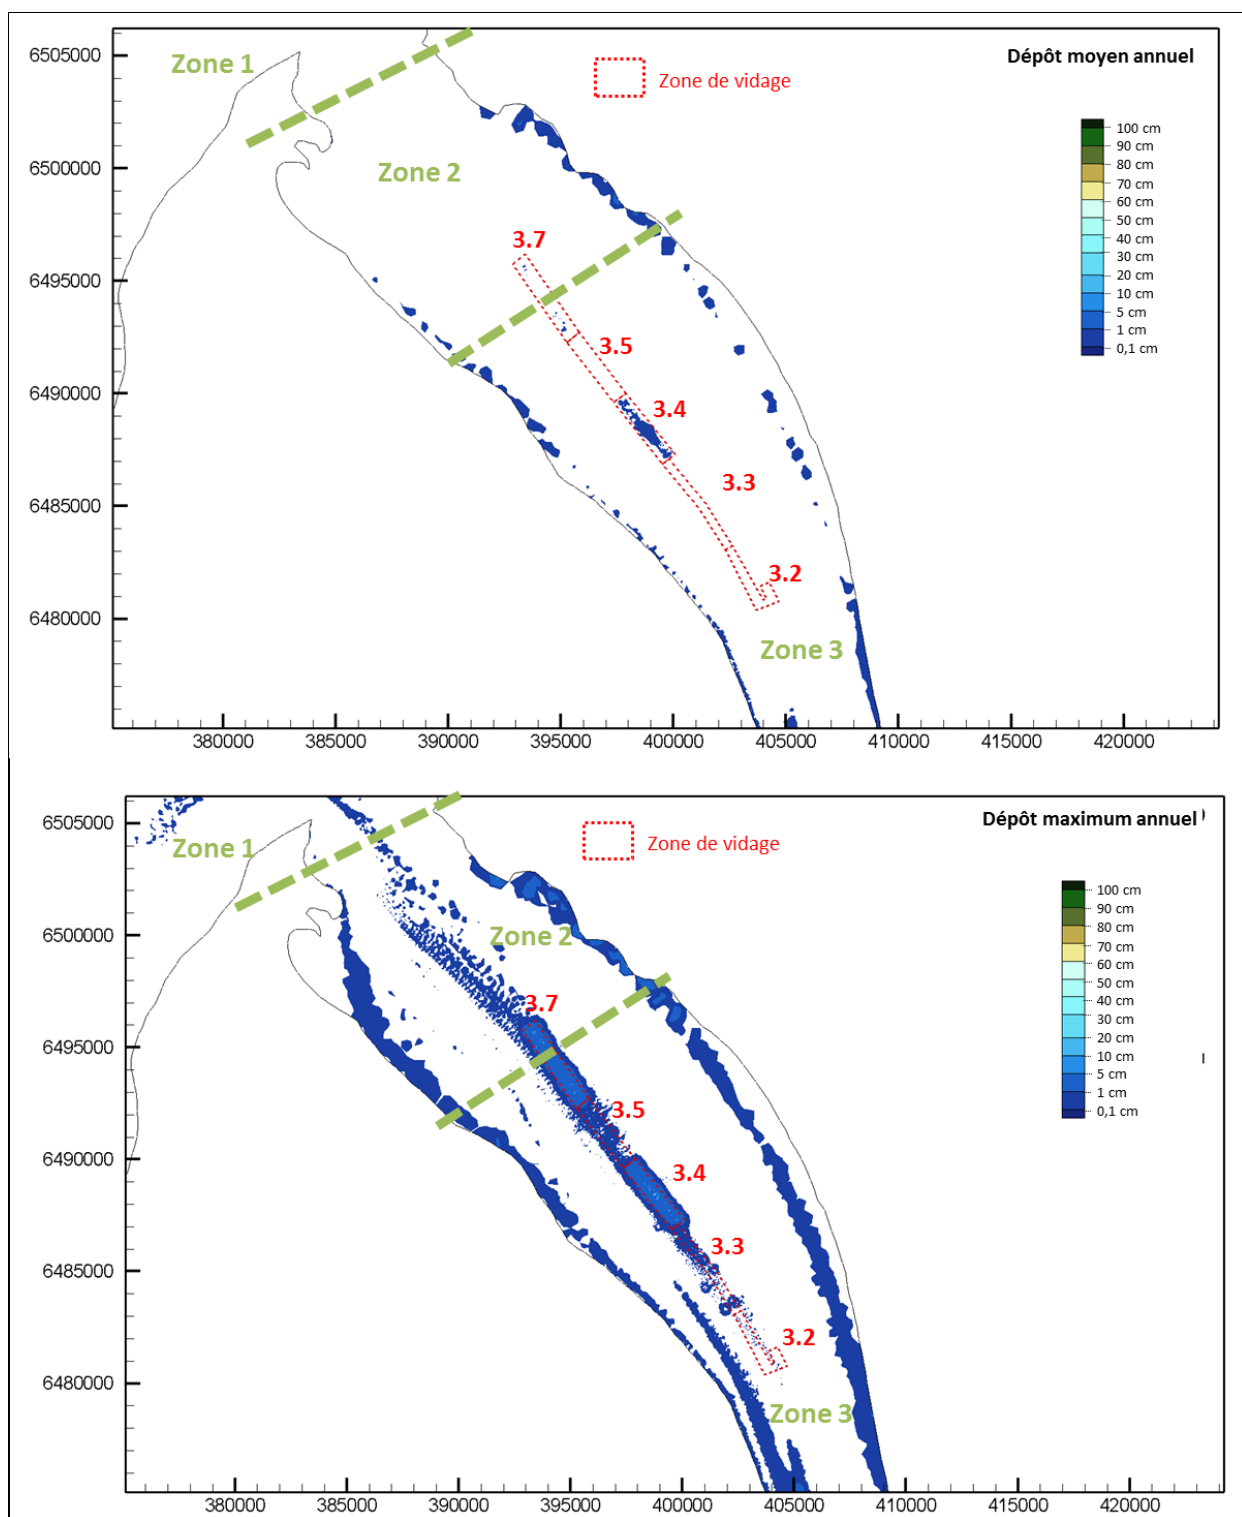 Dépôt moyen annuel
Zone 1
Zone de vidage
Zone 2
100 cm
90 cm
80 cm
70 cm
60 cm
50 cm
40 cm
30 cm
20 cm
10 cm
5 cm
1 cm
0,1 cm
3.7
3.5
3.4
3.3
3.2
Zone 3
6505000
6500000
6495000
6490000
6485000
6480000
380000 385000 390000 395000 400000 405000 410000 415000 420000
Dépôt maximum annuel
Zone 1
Zone de vidage
Zone 2
100 cm
90 cm
80 cm
70 cm
60 cm
50 cm
40 cm
30 cm
20 cm
10 cm
5 cm
1 cm
0,1 cm
3.7
3.5
3.4
3.3
3.2
Zone 3
6505000
6500000
6495000
6490000
6485000
6480000
380000 385000 390000 395000 400000 405000 410000 415000 420000